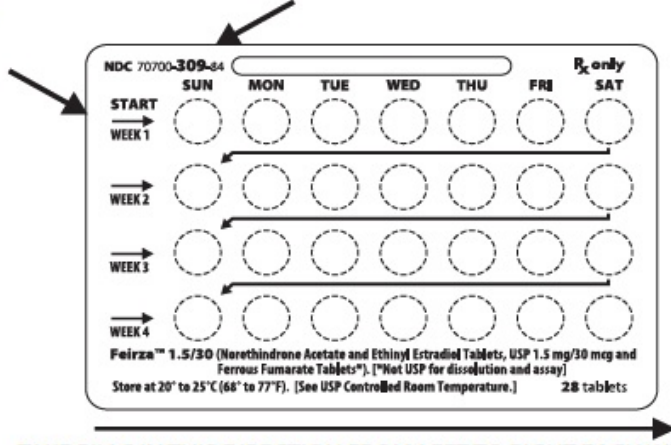 NDC 70700-309-84 Rx only
SUN MON TUE WED THU FRI SAT
START
WEEK 1
WEEK 2
WEEK 3
WEEK 4
Feirza™ 1.5/30 (Norethindrone Acetate and Ethinyl Estradiol Tablets, USP 1.5 mg/30 mcg and
Ferrous Fumarate Tablets*). [*Not USP for dissolution and assay]
Store at 20° to 25°C (68° to 77°F). [See USP Controlled Room Temperature.] 28 tablets